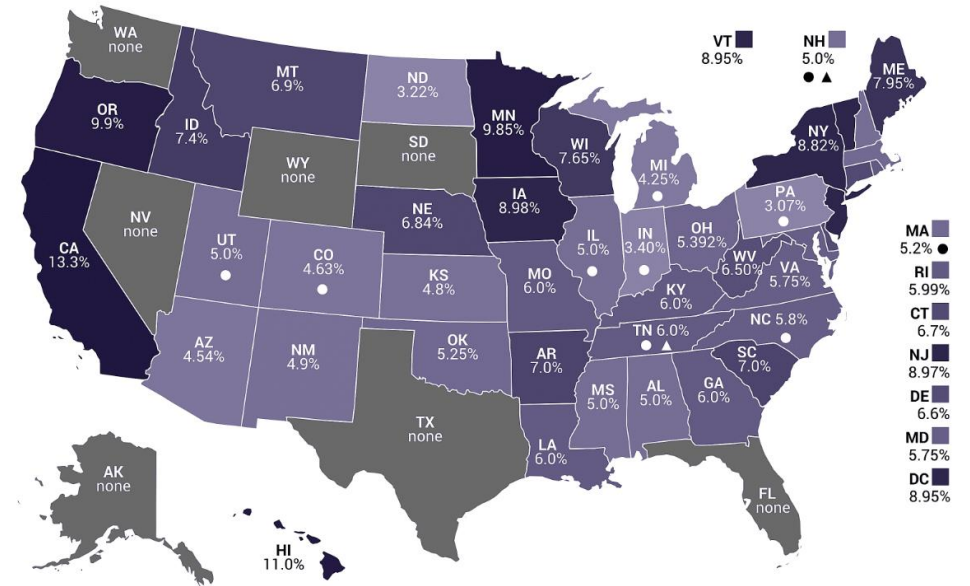 WA
none
VT
8.95%
NH
5.0%
ME
7.95%
MT
6.9%
ND
3.22%
MN
9.85%
OR
9.9%
ID
7.4%
WI
7.65%
NY
8.82%
SD
none
MI
4.25%
WY
none
PA
3.07%
IA
8.98%
NE
6.84%
NV
none
IL
5.0%
IN
3.40%
OH
5.392%
MA
5.2%
UT
5.0%
CA
13.3%
CO
4.63%
WV
6.50%
VA
5.75%
RI
5.99%
KS
4.8%
MO
6.0%
KY
6.0%
CT
6.7%
NC 5.8%
TN 6.0%
NJ
8.97%
AZ
4.54%
NM
4.9%
OK
5.25%
AR
7.0%
SC
7.0%
DE
6.6%
MS
5.0%
AL
5.0%
GA
6.0%
MD
5.75%
TX
none
LA
6.0%
DC
8.95%
AK
none
FL
none
HI
11.0%